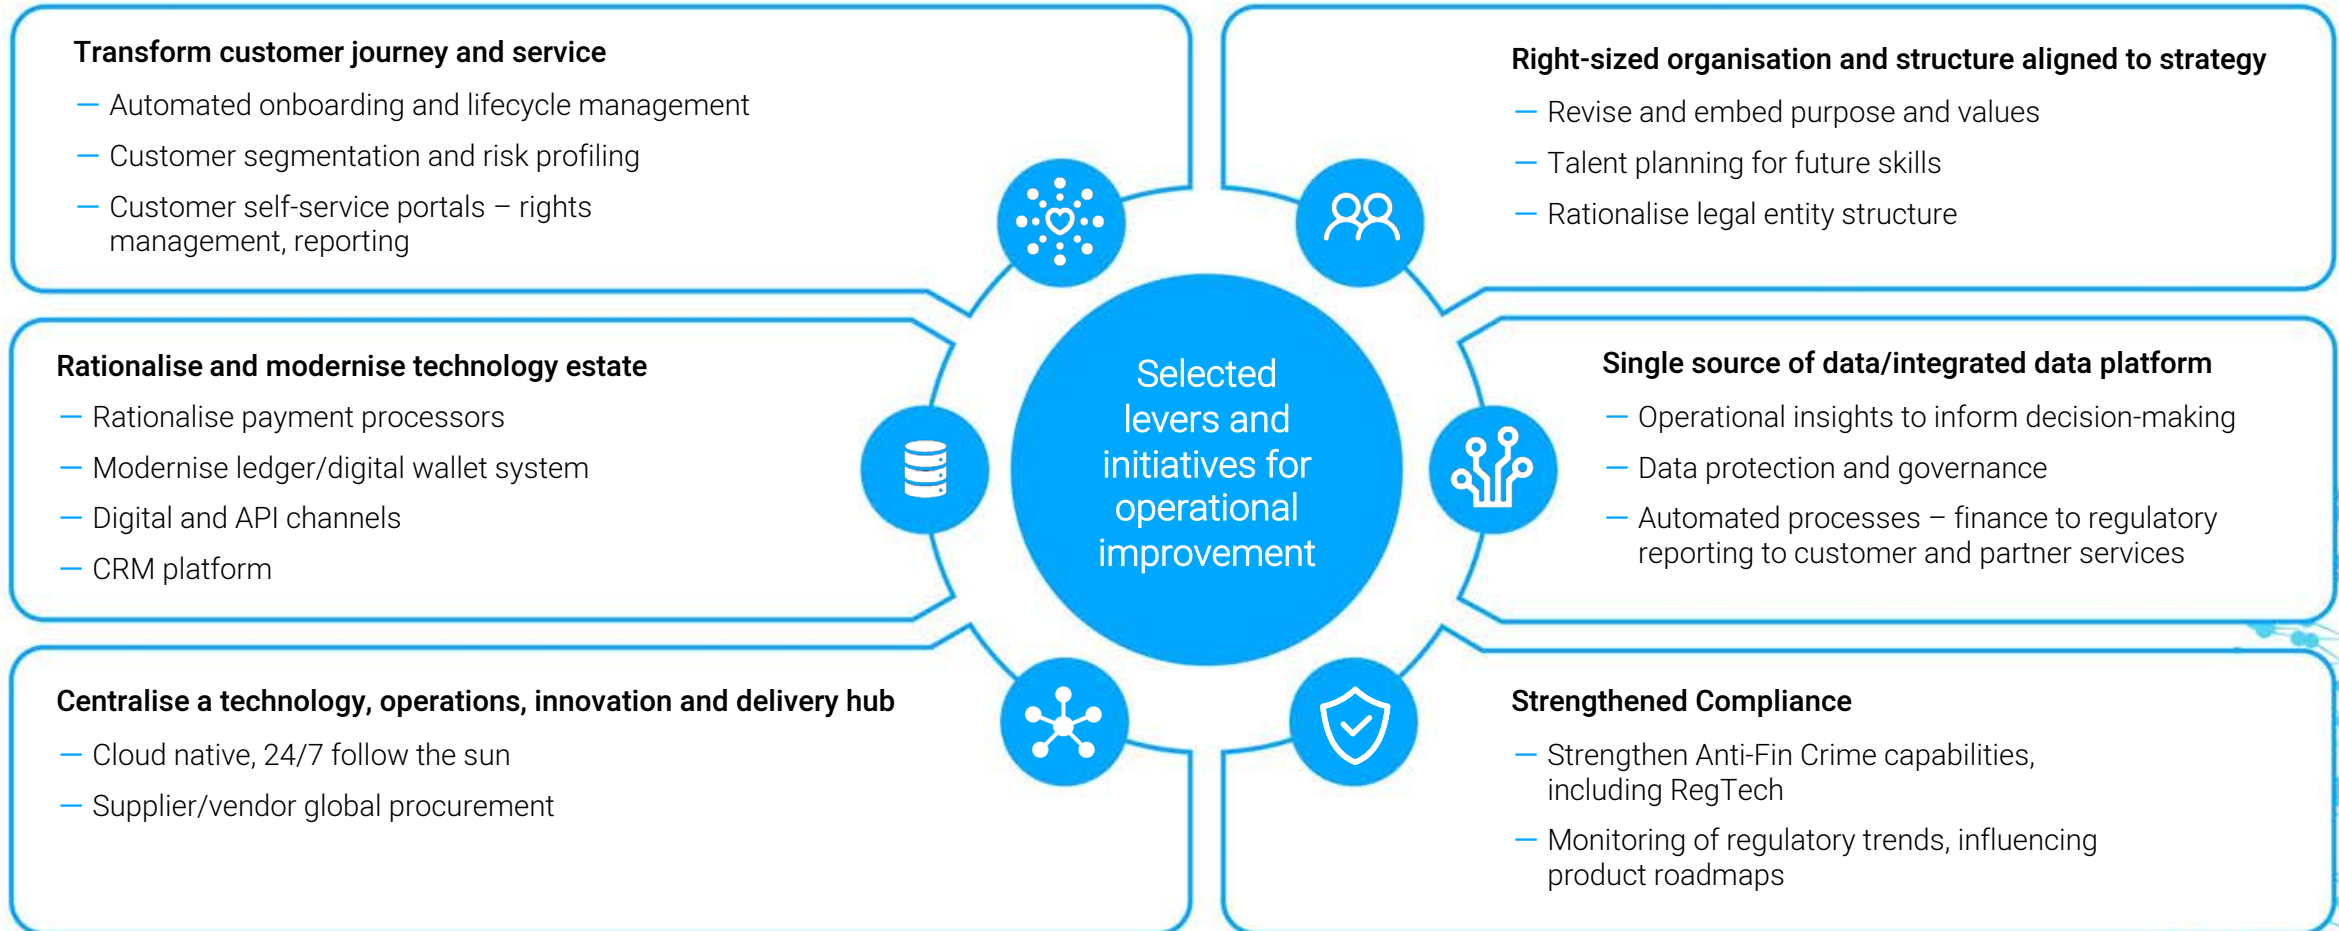 Transform customer journey and service
— Automated onboarding and lifecycle management
— Customer segmentation and risk profiling
— Customer self-service portals – rights
management, reporting
Rationalise and modernise technology estate
— Rationalise payment processors
— Modernise ledger/digital wallet system
— Digital and API channels
— CRM platform
Centralise a technology, operations, innovation and delivery hub
— Cloud native, 24/7 follow the sun
— Supplier/vendor global procurement
Selected
levers and
initiatives for
operational
improvement
Right-sized organisation and structure aligned to strategy
— Revise and embed purpose and values
— Talent planning for future skills
— Rationalise legal entity structure
Single source of data/integrated data platform
— Operational insights to inform decision-making
— Data protection and governance
— Automated processes – finance to regulatory
reporting to customer and partner services
Strengthened Compliance
— Strengthen Anti-Fin Crime capabilities,
including RegTech
— Monitoring of regulatory trends, influencing
product roadmaps